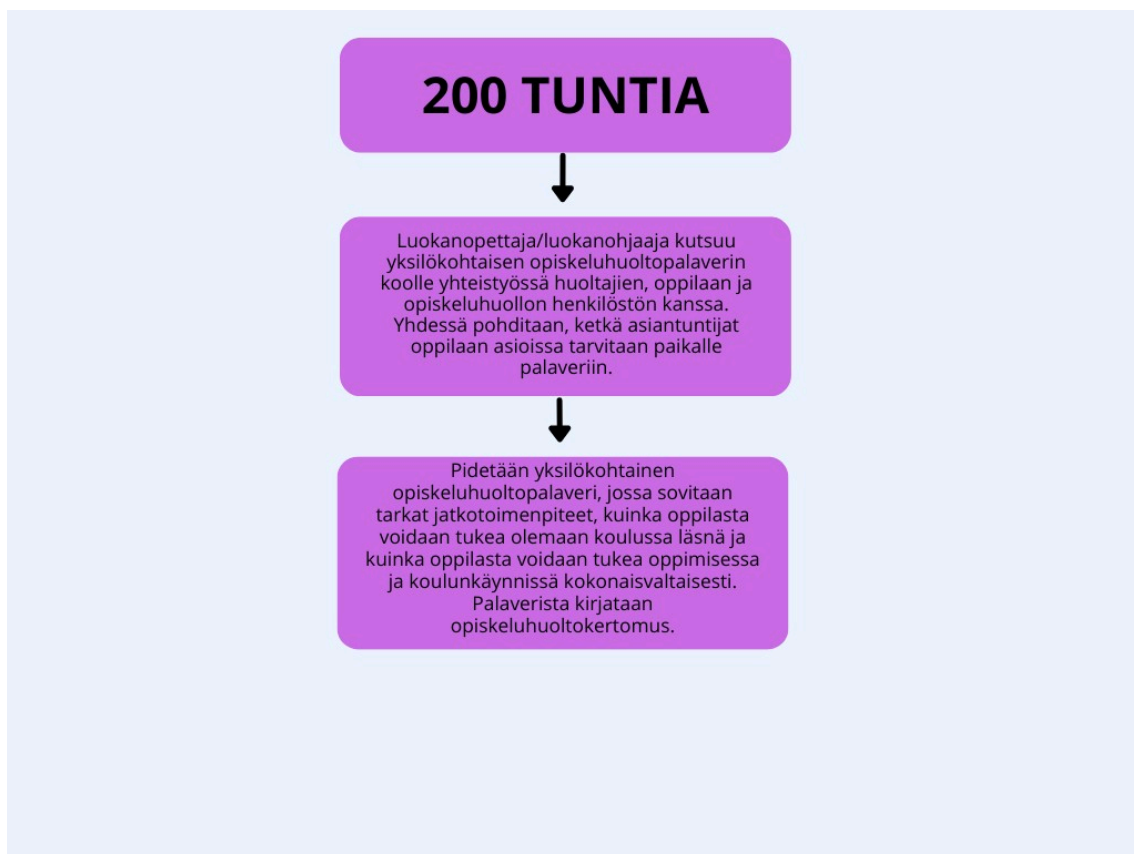 200 TUNTIA
Luokanopettaja/luokanohjaaja kutsuu
yksilökohtaisen opiskeluhuoltopalaverin
koolle yhteistyössä huoltajien, oppilaan ja
opiskeluhuollon henkilöstön kanssa.
Yhdessä pohditaan, ketkä asiantuntijat
oppilaan asioissa tarvitaan paikalle
palaveriin.
Pidetään yksilökohtainen
opiskeluhuoltopalaveri, jossa sovitaan
tarkat jatkotoimenpiteet, kuinka oppilasta
voidaan tukea olemaan koulussa läsnä ja
kuinka oppilasta voidaan tukea oppimisessa
ja koulunkäynnissä kokonaisvaltaisesti.
Palaverista kirjataan
opiskeluhuoltokertomus.